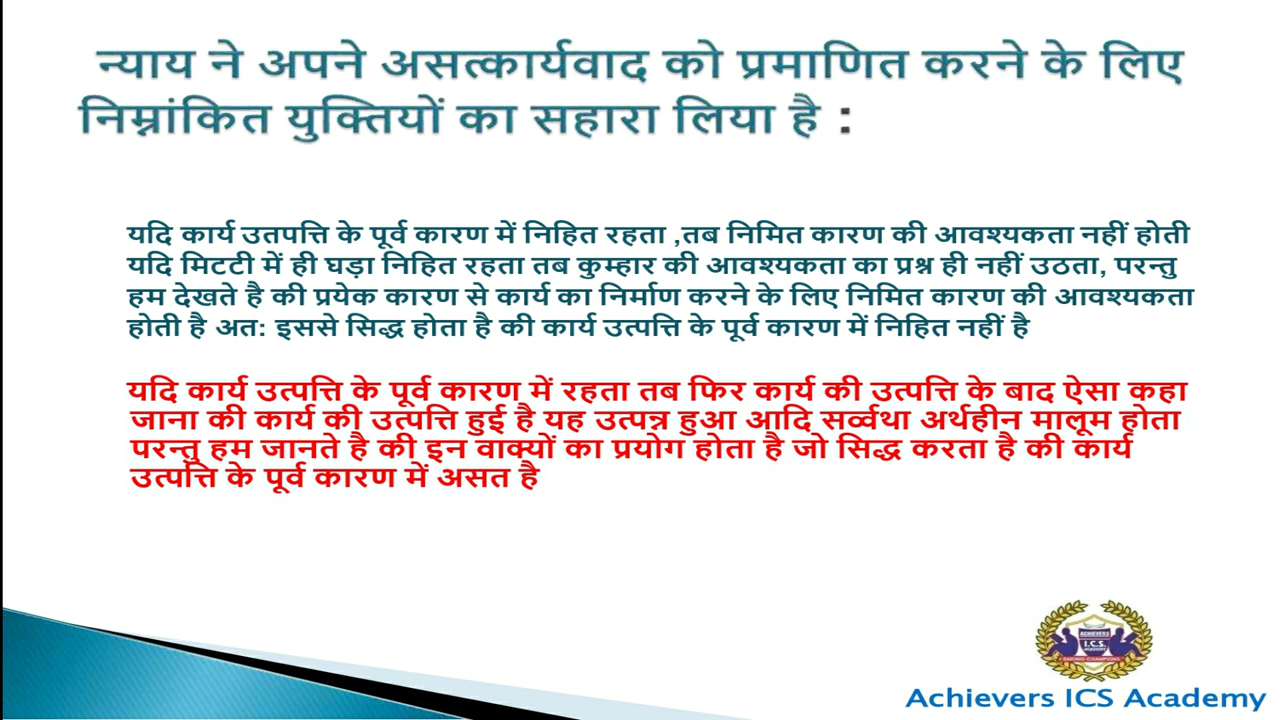 न्याय ने अपने असत्कार्यवाद को प्रमाणित करने के लिए
निम्नांकित युक्तियों का सहारा लिया है :
यदि कार्य उतपत्ति के पूर्व कारण में निहित रहता ,तब निमित कारण की आवश्यकता नहीं होती
यदि मिटटी में ही घड़ा निहित रहता तब कुम्हार की आवश्यकता का प्रश्न ही नहीं उठता, परन्तु
हम देखते है की प्रयेक कारण से कार्य का निर्माण करने के लिए निमित कारण की आवश्यकता
होती है अत: इससे सिद्ध होता है की कार्य उत्पत्ति के पूर्व कारण में निहित नहीं है
यदि कार्य उत्पत्ति के पूर्व कारण में रहता तब फिर कार्य की उत्पत्ति के बाद ऐसा कहा
जाना की कार्य की उत्पत्ति हुई है यह उत्पन्न हुआ आदि सर्व्वथा अर्थहीन मालूम होता
परन्तु हम जानते है की इन वाक्यों का प्रयोग होता है जो सिद्ध करता है की कार्य
उत्पत्ति के पूर्व कारण में असत है
ACHIEVERS
I.C.S.
ACADEMY
Achievers ICS Academy